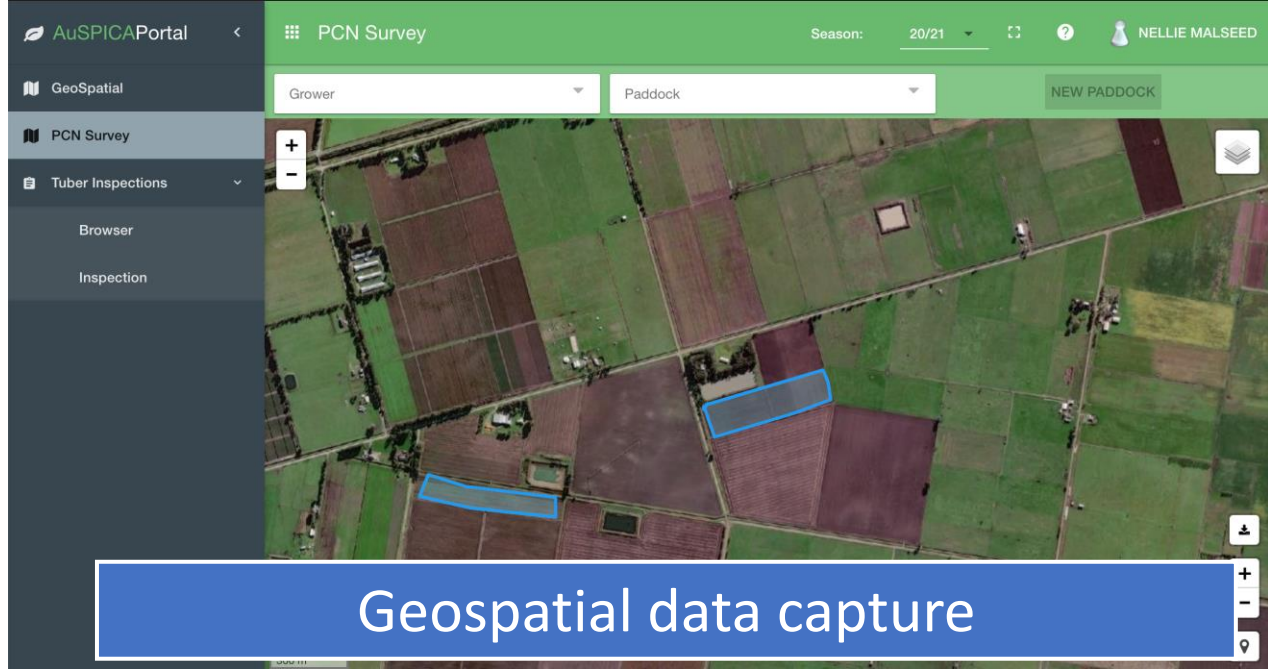 AuSPICAPortal
PCN Survey
Season:
20/21
NELLIE MALSEED
GeoSpatial
Grower
Paddock
NEW PADDOCK
PCN Survey
Tuber Inspections
Browser
Inspection
+
−
+
−
Geospatial data capture